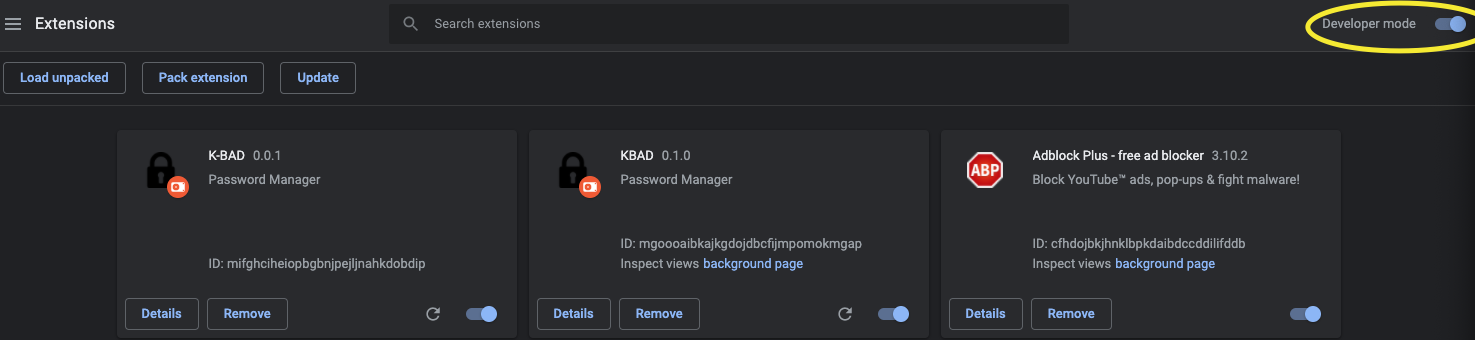 Extensions
Search extensions
Developer mode
Load unpacked
Pack extension
Update
K-BAD 0.0.1
Password Manager
ID: mifghciheiopbgbnjpejljnahkdobdip
Details
Remove
KBAD 0.1.0
Password Manager
ID: mgoooaibkajkgdojdbcfijmpomokmgap
Inspect views background page
Details
Remove
ABP
Adblock Plus - free ad blocker 3.10.2
Block YouTube™ ads, pop-ups & fight malware!
ID: cfhdojbkjhnklbpkdaibdccddilifddb
Inspect views background page
Details
Remove